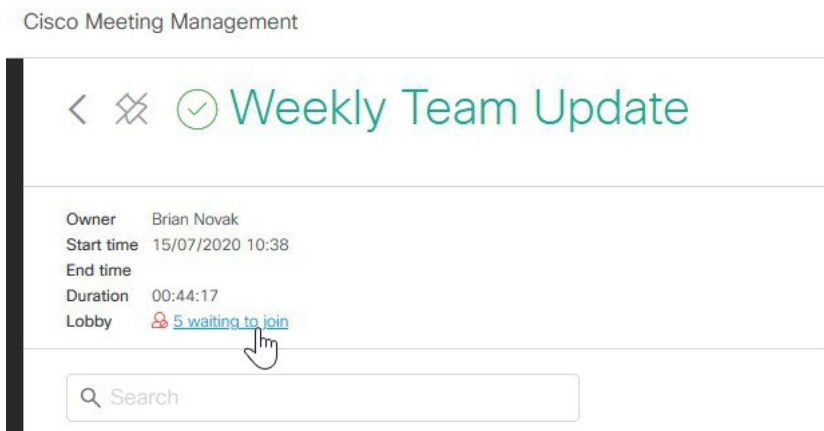 Cisco Meeting Management
Weekly Team Update
Owner Brian Novak
Start time 15/07/2020 10:38
End time
Duration 00:44:17
Lobby 5 waiting to join
Search